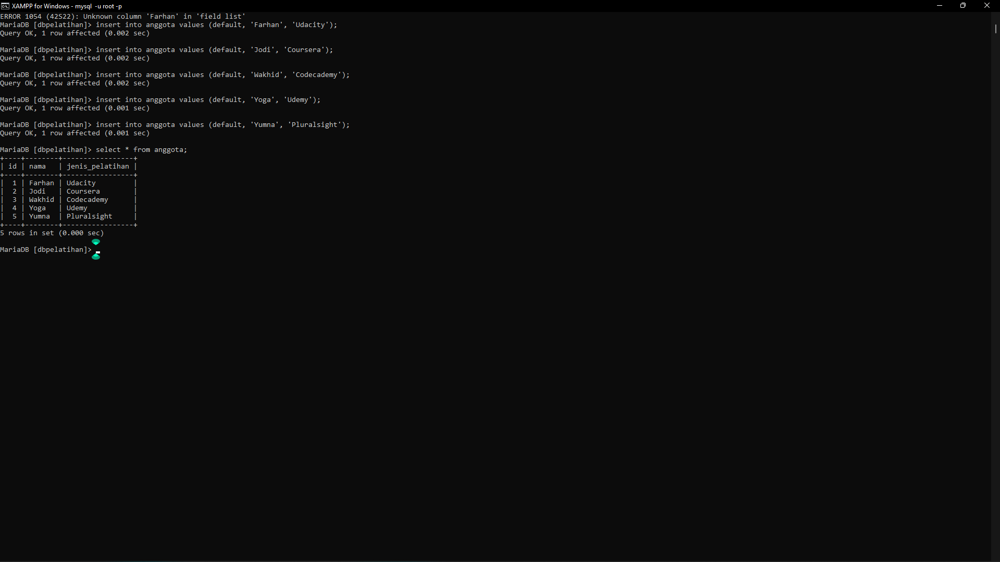 XAMPP for Windows - mysql  -u root -p
ERROR 1054 (42S22): Unknown column 'Farhan' in 'field list'
MariaDB [dbpelatihan]> insert into anggota values (default, 'Farhan', 'Udacity');
Query OK, 1 row affected (0.002 sec)

MariaDB [dbpelatihan]> insert into anggota values (default, 'Jodi', 'Coursera');
Query OK, 1 row affected (0.002 sec)

MariaDB [dbpelatihan]> insert into anggota values (default, 'Wakhid', 'Codecademy');
Query OK, 1 row affected (0.002 sec)

MariaDB [dbpelatihan]> insert into anggota values (default, 'Yoga', 'Udemy');
Query OK, 1 row affected (0.001 sec)

MariaDB [dbpelatihan]> insert into anggota values (default, 'Yumna', 'Pluralsight');
Query OK, 1 row affected (0.001 sec)

MariaDB [dbpelatihan]> select * from anggota;
+----+--------+-----------------+
| id | nama   | jenis_pelatihan |
+----+--------+-----------------+
|  1 | Farhan | Udacity         |
|  2 | Jodi   | Coursera        |
|  3 | Wakhid | Codecademy      |
|  4 | Yoga   | Udemy           |
|  5 | Yumna  | Pluralsight     |
+----+--------+-----------------+
5 rows in set (0.000 sec)

MariaDB [dbpelatihan]>